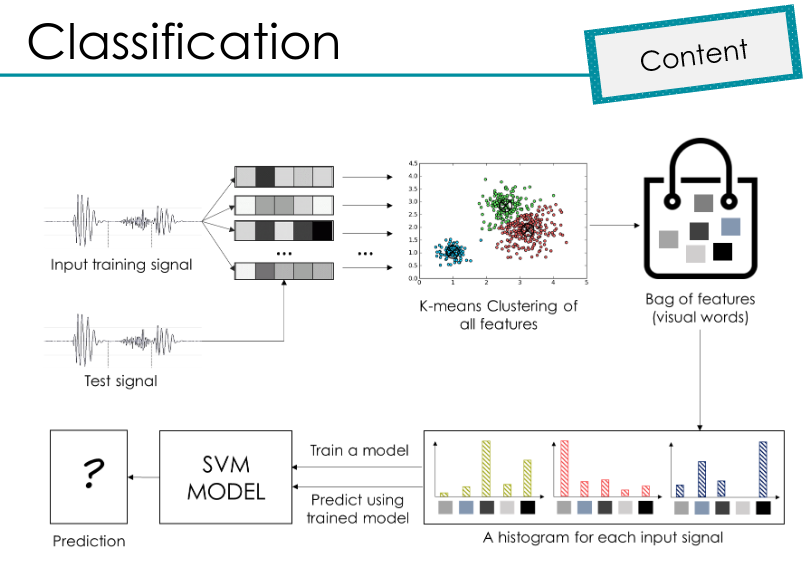 Classification
Content
Input training signal
...
...
4.5
4.0
3.5
3.0
2.5
2.0
1.5
1.0
0.5
0.0
0
1
2
3
4
5
K-means Clustering of
all features
Bag of features
(visual words)
Test signal
?
Prediction
SVM
MODEL
Train a model
Predict using
trained model
A histogram for each input signal